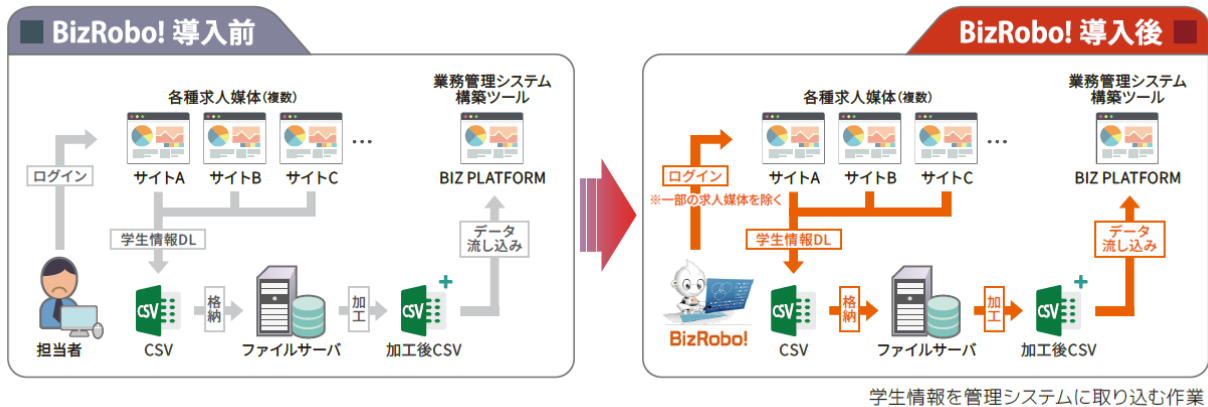 BizRobo! 導入前
各種求人媒体(複数)
業務管理システム
構築ツール
ログイン
サイトA
サイトB
サイトC
…
BIZ PLATFORM
学生情報DL
データ
流し込み
担当者
CSV
CSV
格納
ファイルサーバ
加工
CSV
加工後CSV
BizRobo! 導入後
各種求人媒体(複数)
業務管理システム
構築ツール
ログイン
※一部の求人媒体を除く
サイトA
サイトB
サイトC
…
BIZ PLATFORM
学生情報DL
データ
流し込み
BizRobo!
CSV
CSV
格納
ファイルサーバ
加工
CSV
加工後CSV
学生情報を管理システムに取り込む作業